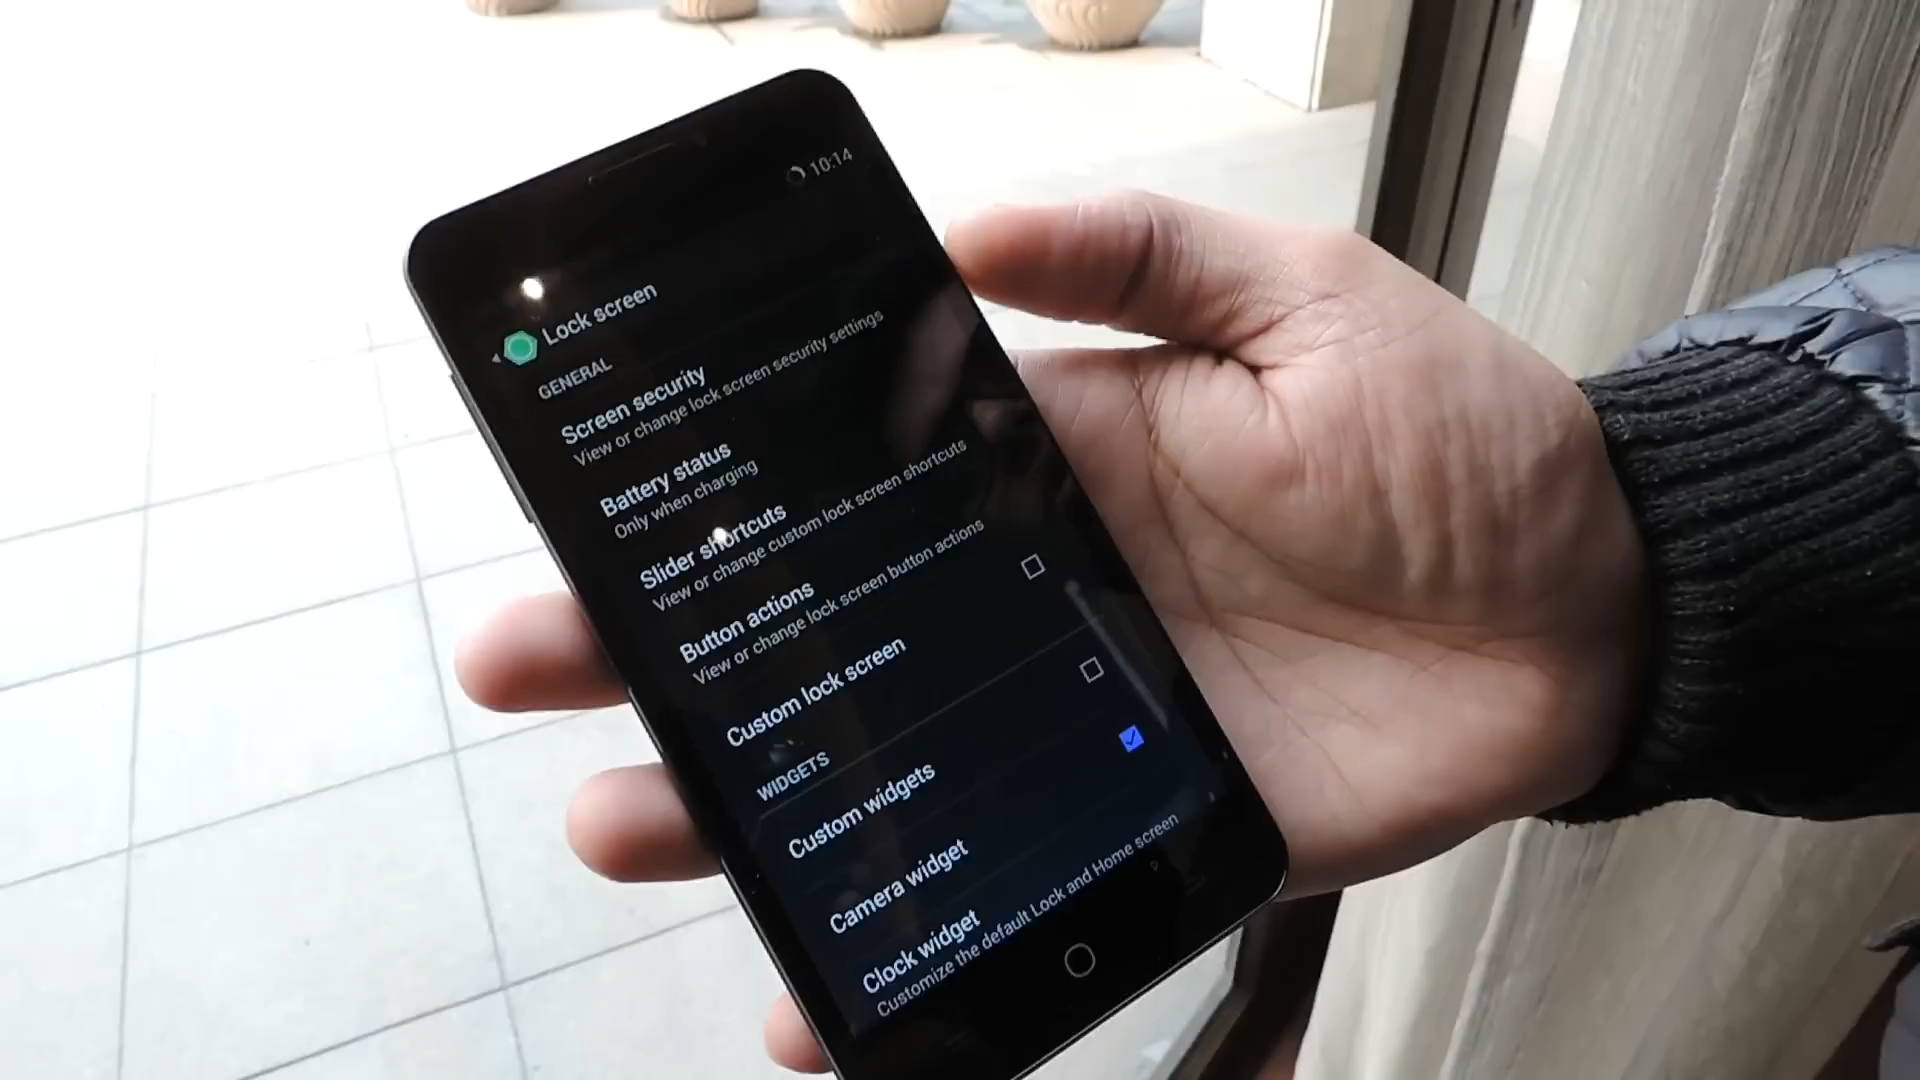 10:14
Lock screen
GENERAL
Screen security
View or change lock screen security settings
Battery status
Only when charging
Slider shortcuts
View or change custom lock screen shortcuts
Button actions
View or change lock screen button actions
Custom lock screen
WIDGETS
Custom widgets
Camera widget
Clock widget
Customize the default Lock and Home screen